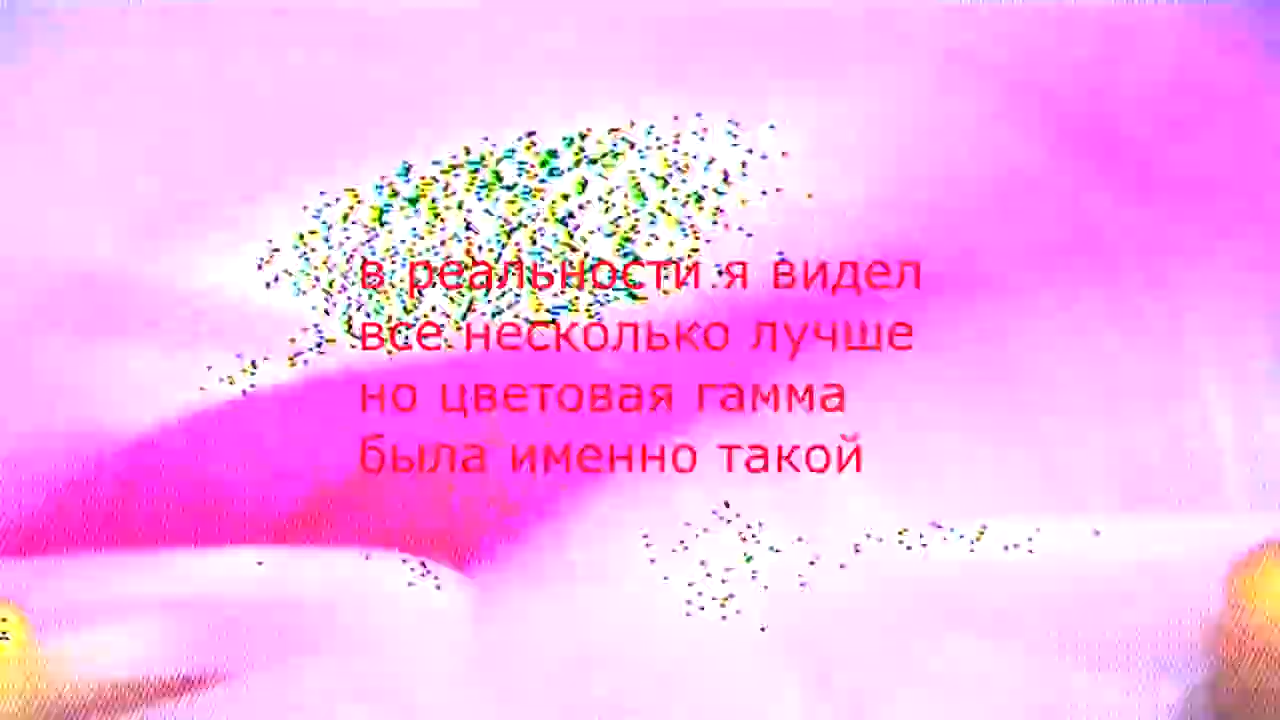 в реальности я видел
все несколько лучше
но цветовая гамма
была именно такой